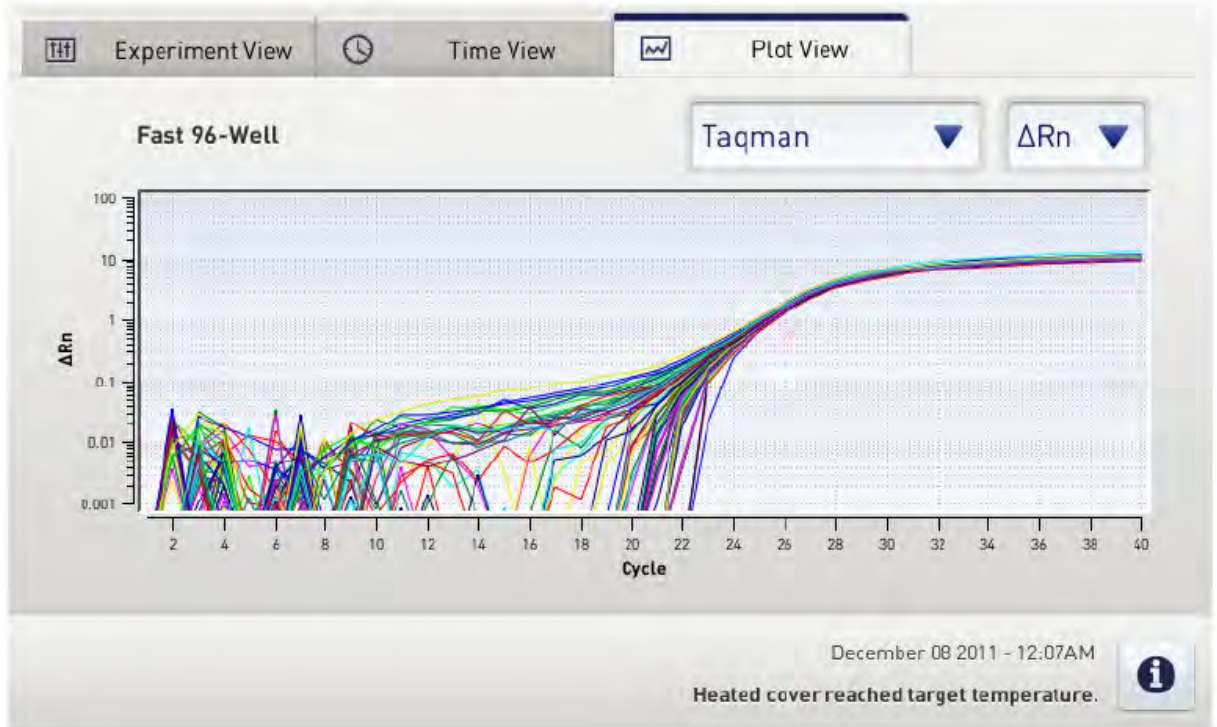 Experiment View
Time View
Plot View
Fast 96-Well
Taqman
ΔRn
100
10
1
0.1
0.01
0.001
ΔRn
2 4 6 8 10 12 14 16 18 20 22 24 26 28 30 32 34 36 38 40
Cycle
December 08 2011 - 12:07AM
Heated cover reached target temperature.